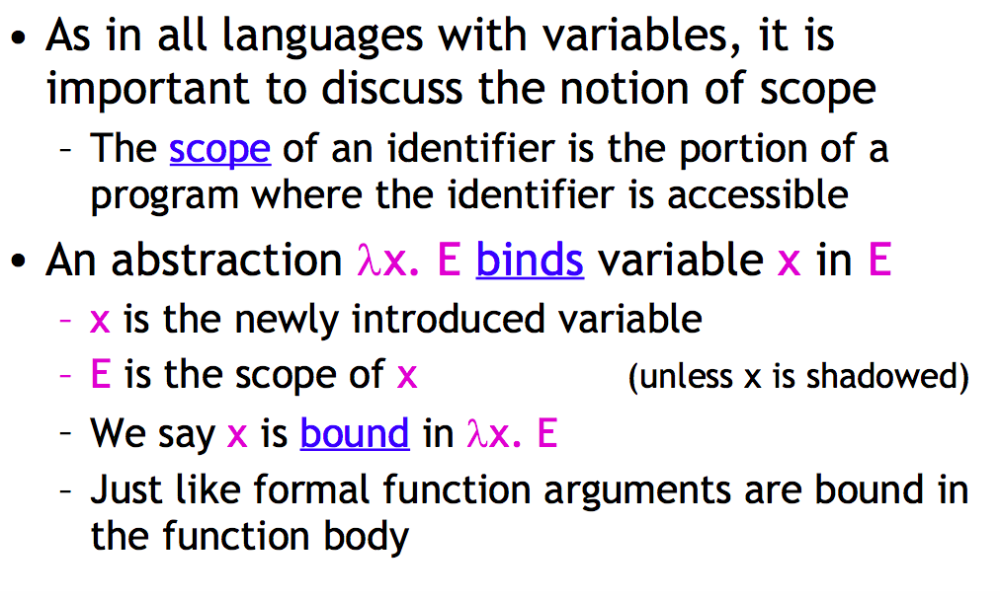 • As in all languages with variables, it is
important to discuss the notion of scope
– The scope of an identifier is the portion of a
program where the identifier is accessible
• An abstraction λx. E binds variable x in E
– x is the newly introduced variable
– E is the scope of x (unless x is shadowed)
– We say x is bound in λx. E
– Just like formal function arguments are bound in
the function body